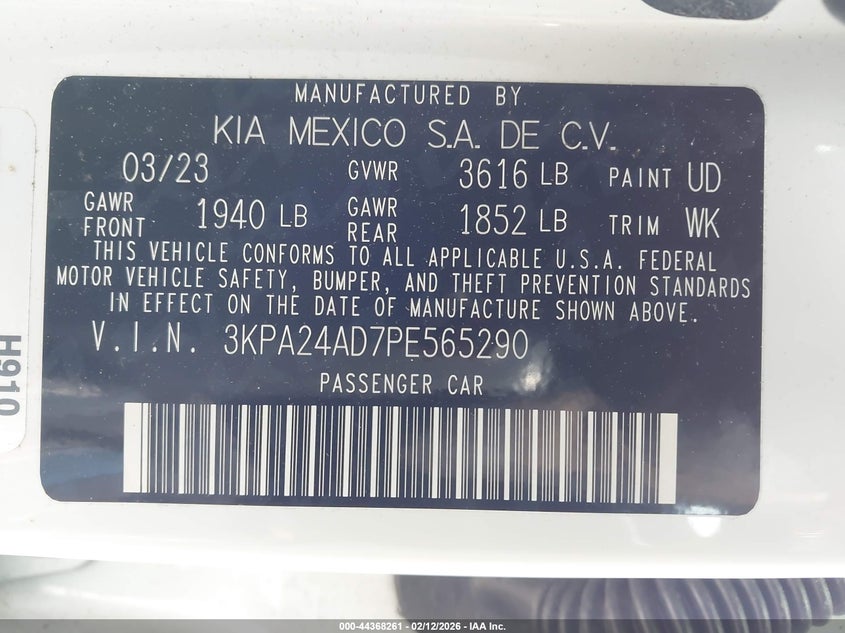 MANUFACTURED BY
KIA MEXICO S.A. DE C.V.
03/23 GVWR 3616 LB PAINT UD
GAWR FRONT 1940 LB GAWR REAR 1852 LB TRIM WK
THIS VEHICLE CONFORMS TO ALL APPLICABLE U.S.A. FEDERAL
MOTOR VEHICLE SAFETY, BUMPER, AND THEFT PREVENTION STANDARDS
IN EFFECT ON THE DATE OF MANUFACTURE SHOWN ABOVE.
V.I.N. 3KPA24AD7PE565290
PASSENGER CAR
H910
000-44368261 - 02/12/2026 - IAA Inc.